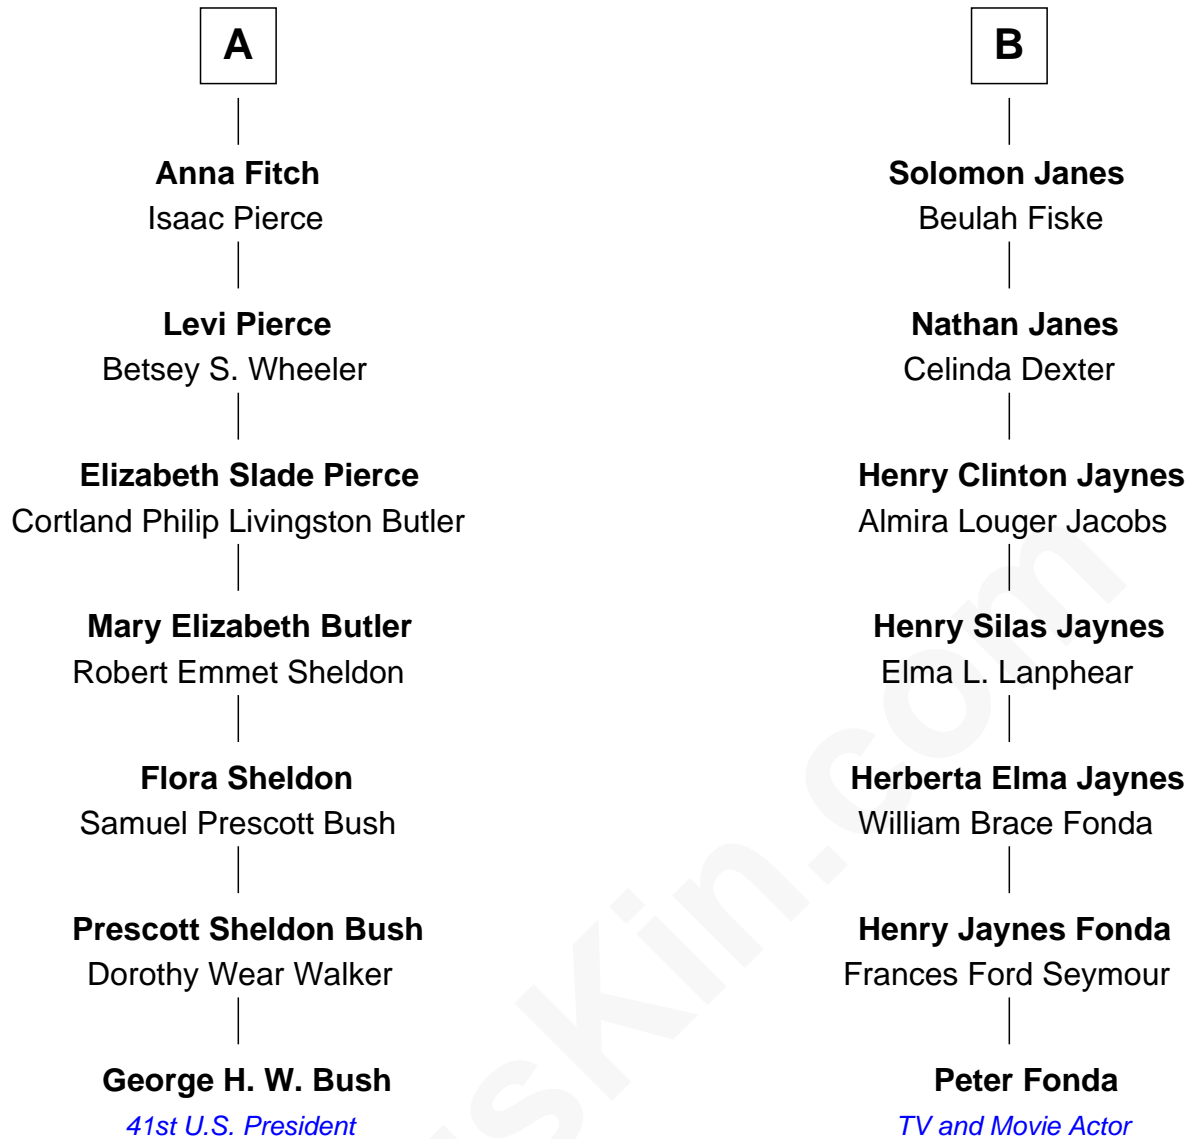 A
Anna Fitch
Isaac Pierce
Levi Pierce
Betsey S. Wheeler
Elizabeth Slade Pierce
Cortland Philip Livingston Butler
Mary Elizabeth Butler
Robert Emmet Sheldon
Flora Sheldon
Samuel Prescott Bush
Prescott Sheldon Bush
Dorothy Wear Walker
George H. W. Bush
41st U.S. President
B
Solomon Janes
Beulah Fiske
Nathan Janes
Celinda Dexter
Henry Clinton Jaynes
Almira Louger Jacobs
Henry Silas Jaynes
Elma L. Lanphear
Herberta Elma Jaynes
William Brace Fonda
Henry Jaynes Fonda
Frances Ford Seymour
Peter Fonda
TV and Movie Actor
sKin.com